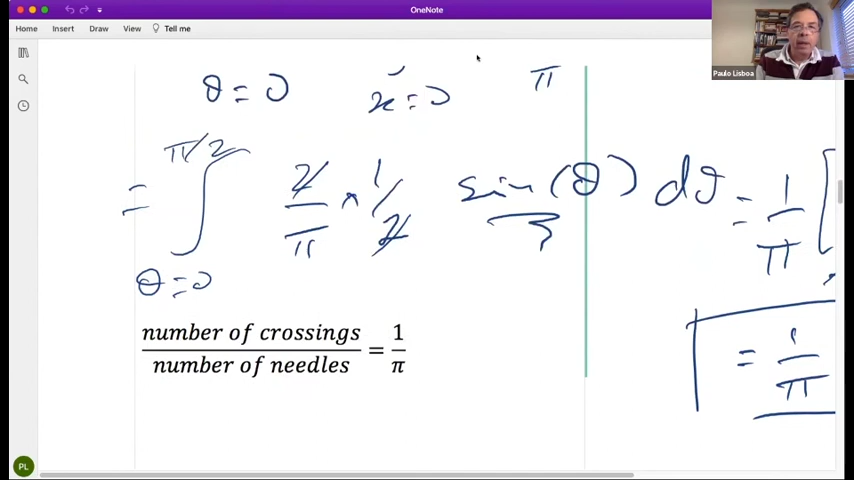 OneNote
Home Insert Draw View Tell me
Paulo Lisboa
θ = 0 x = 0 π
π/2
= ∫ 2/π × 1/2 sin(θ) dθ = 1/π [
θ = 0
number of crossings / number of needles = 1/π
= 1/π
PL